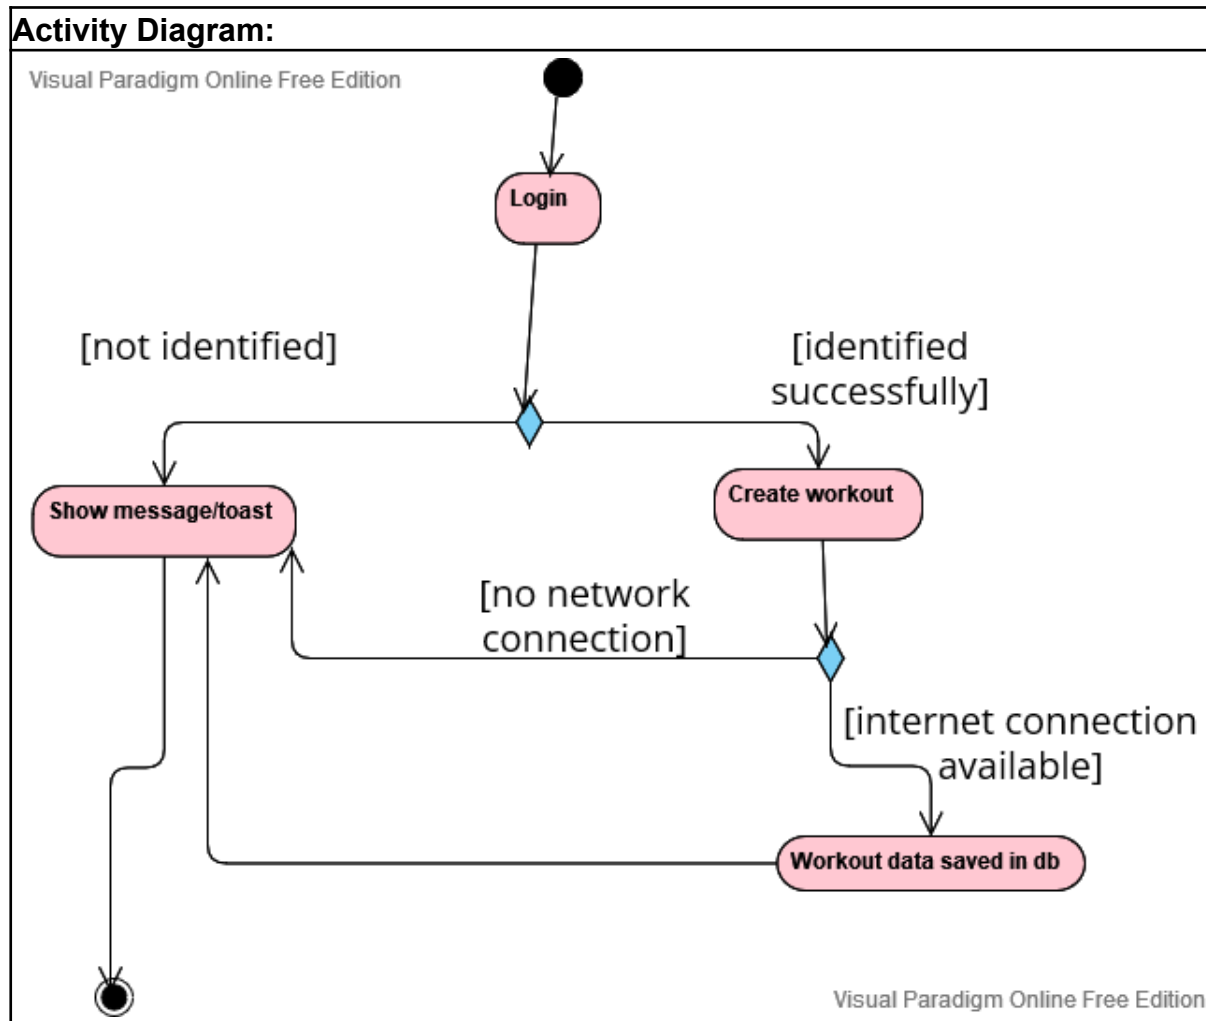 Activity Diagram:
Visual Paradigm Online Free Edition
Login
[not identified]
[identified
successfully]
Show message/toast
Create workout
[no network
connection]
[internet connection
available]
Workout data saved in db
Visual Paradigm Online Free Edition